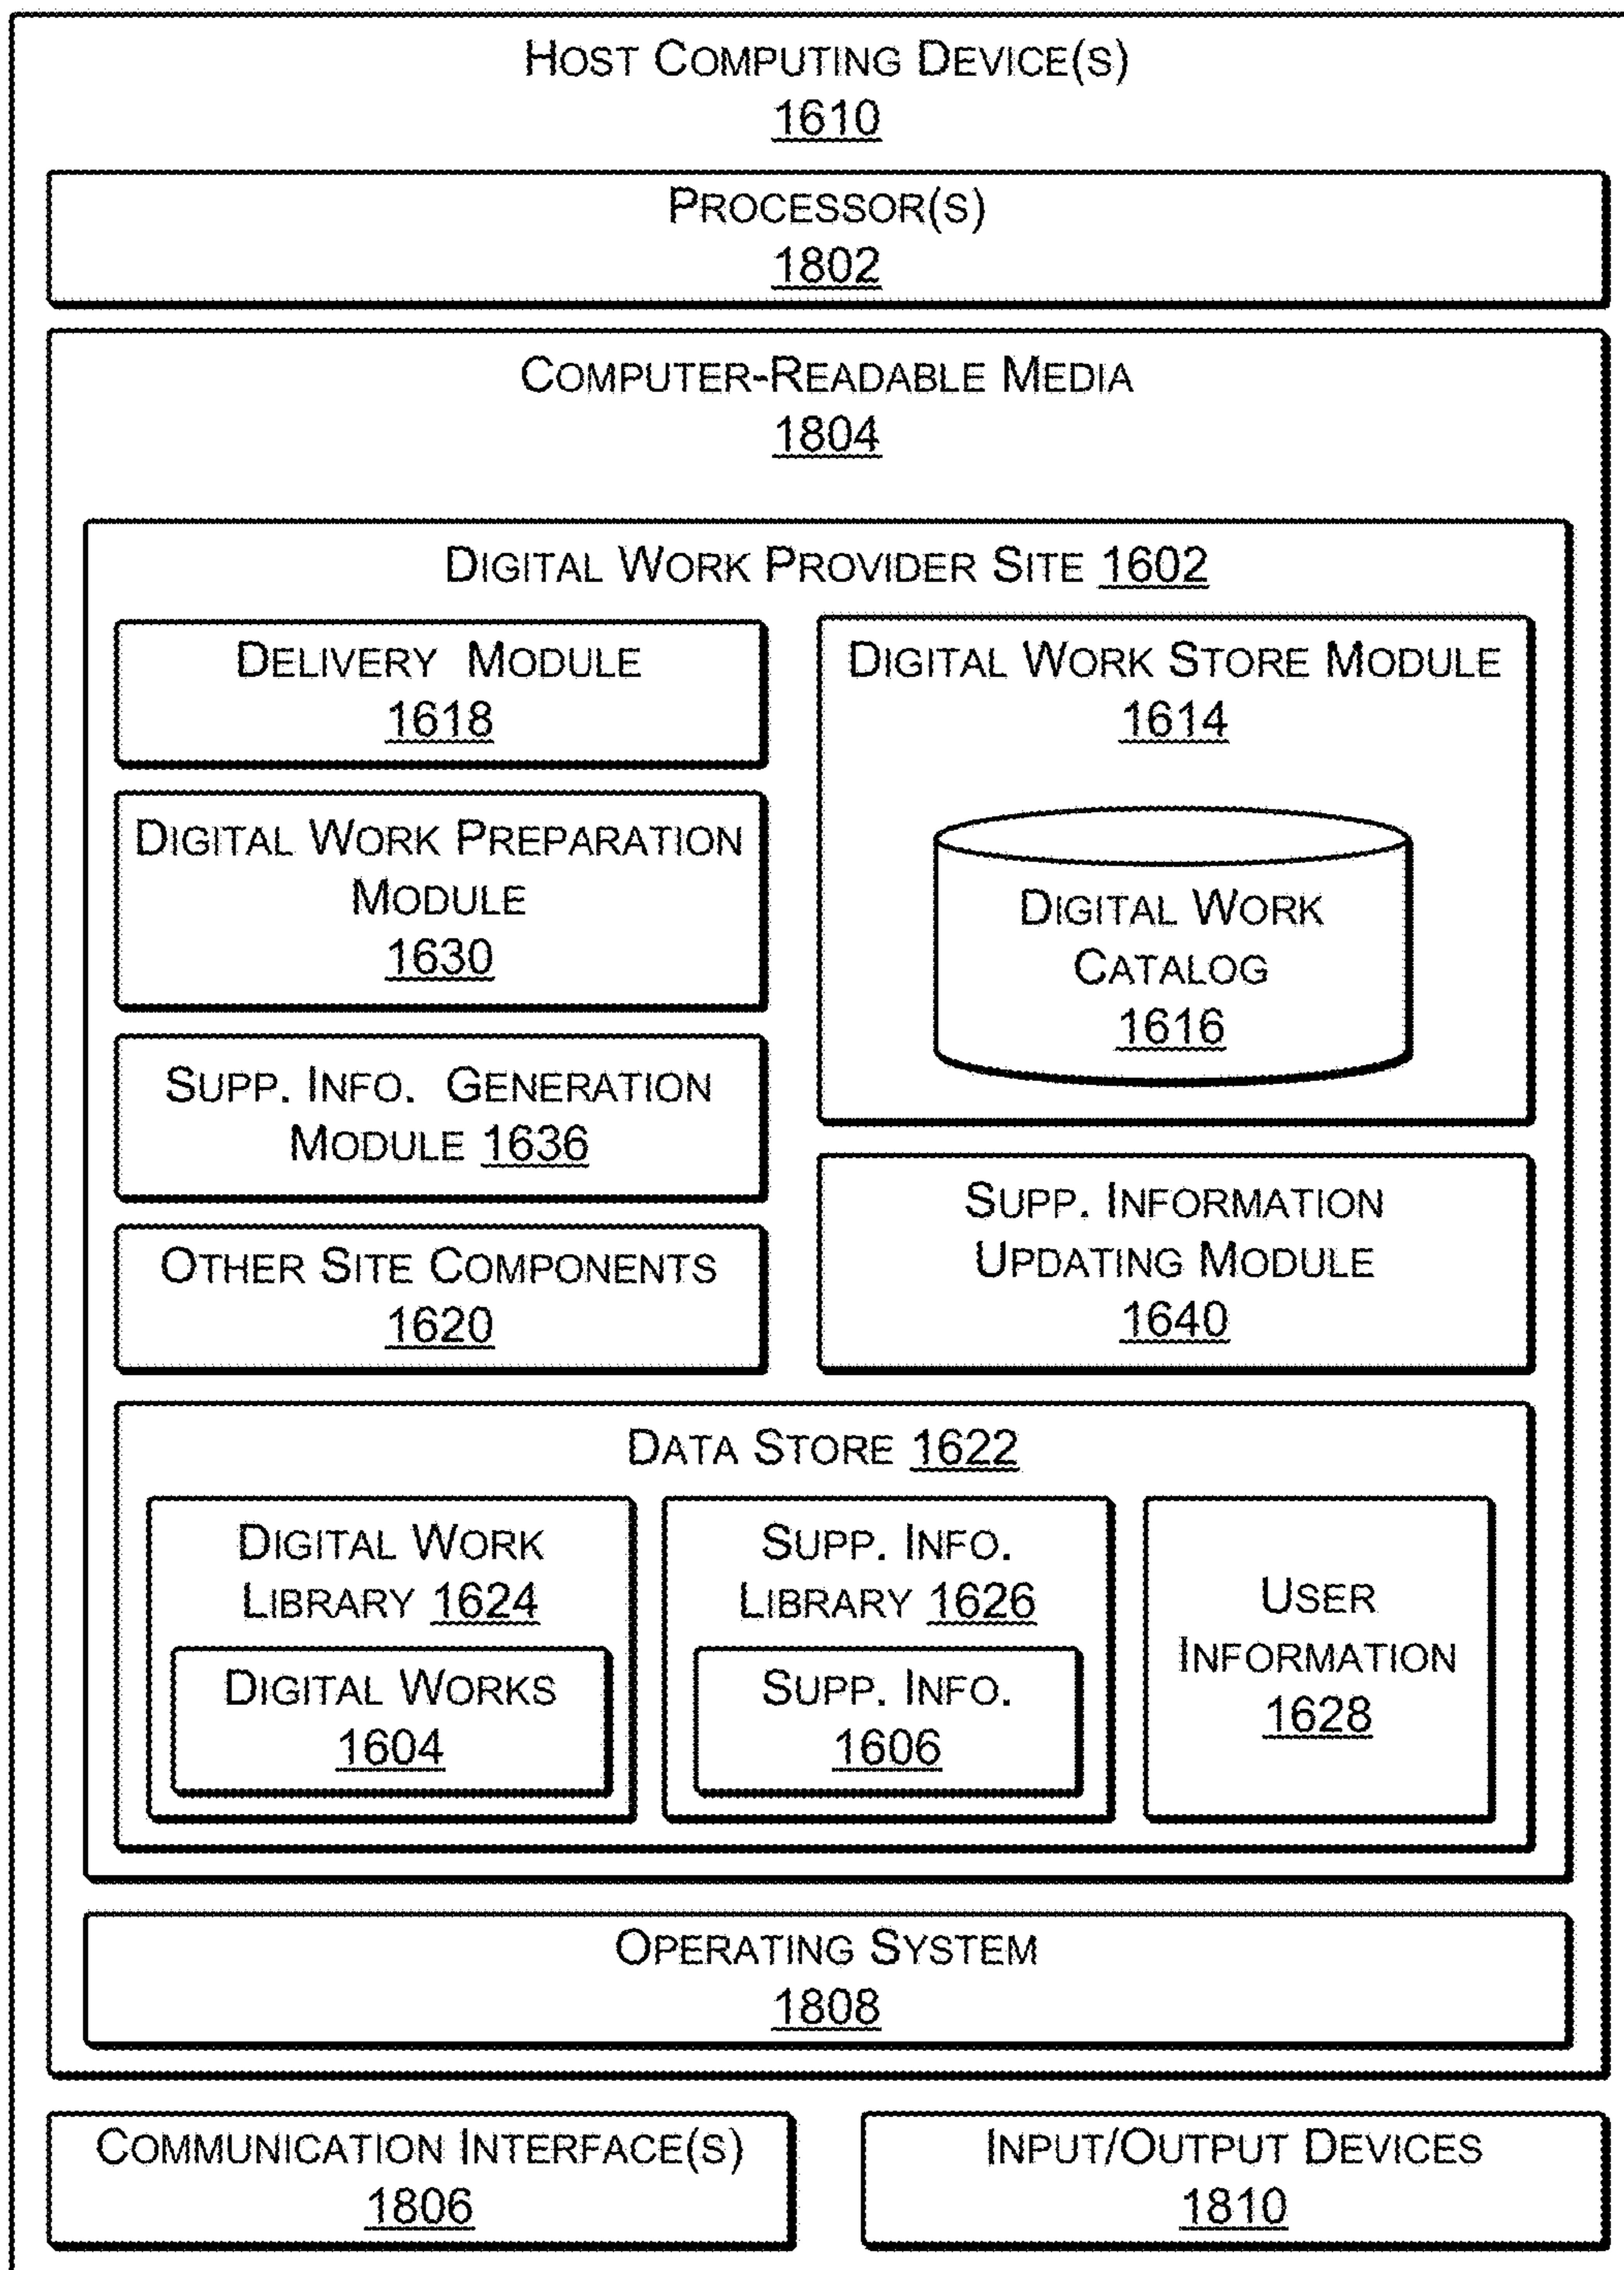 HOST COMPUTING DEVICE(S)
1610
PROCESSOR(S)
1802
COMPUTER-READABLE MEDIA
1804
DIGITAL WORK PROVIDER SITE 1602
DELIVERY MODULE
1618
DIGITAL WORK PREPARATION
MODULE
1630
SUPP. INFO. GENERATION
MODULE 1636
OTHER SITE COMPONENTS
1620
DIGITAL WORK STORE MODULE
1614
DIGITAL WORK
CATALOG
1616
SUPP. INFORMATION
UPDATING MODULE
1640
DATA STORE 1622
DIGITAL WORK
LIBRARY 1624
DIGITAL WORKS
1604
SUPP. INFO.
LIBRARY 1626
SUPP. INFO.
1606
USER
INFORMATION
1628
OPERATING SYSTEM
1808
COMMUNICATION INTERFACE(S)
1806
INPUT/OUTPUT DEVICES
1810